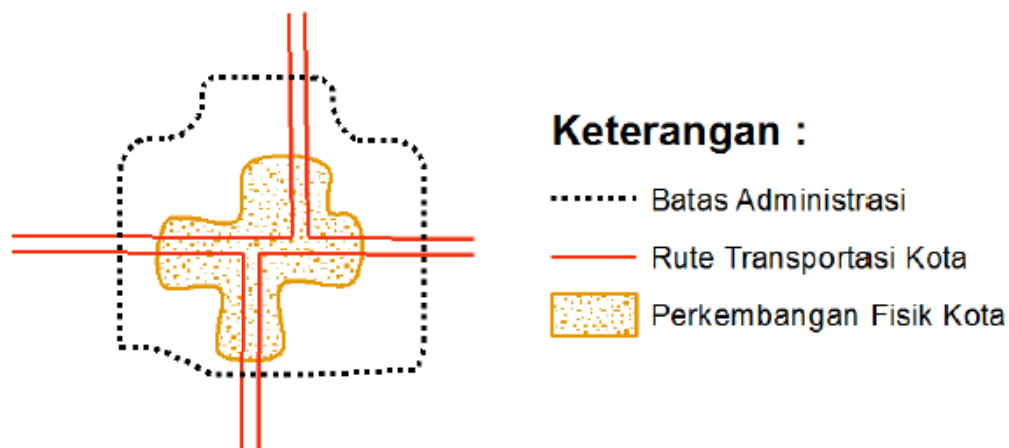 Keterangan :
Batas Administrasi
Rute Transportasi Kota
Perkembangan Fisik Kota